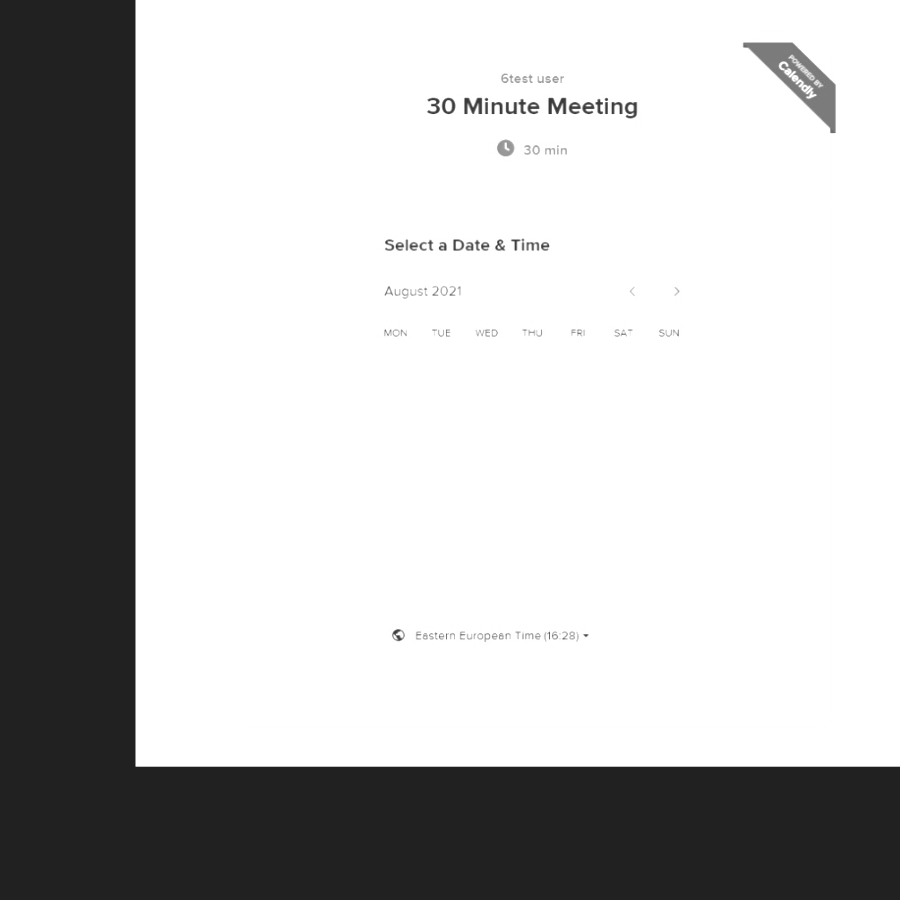 6test user
30 Minute Meeting
30 min
POWERED BY
Calendly
Select a Date & Time
August 2021
MON TUE WED THU FRI SAT SUN
Eastern European Time (16:28)